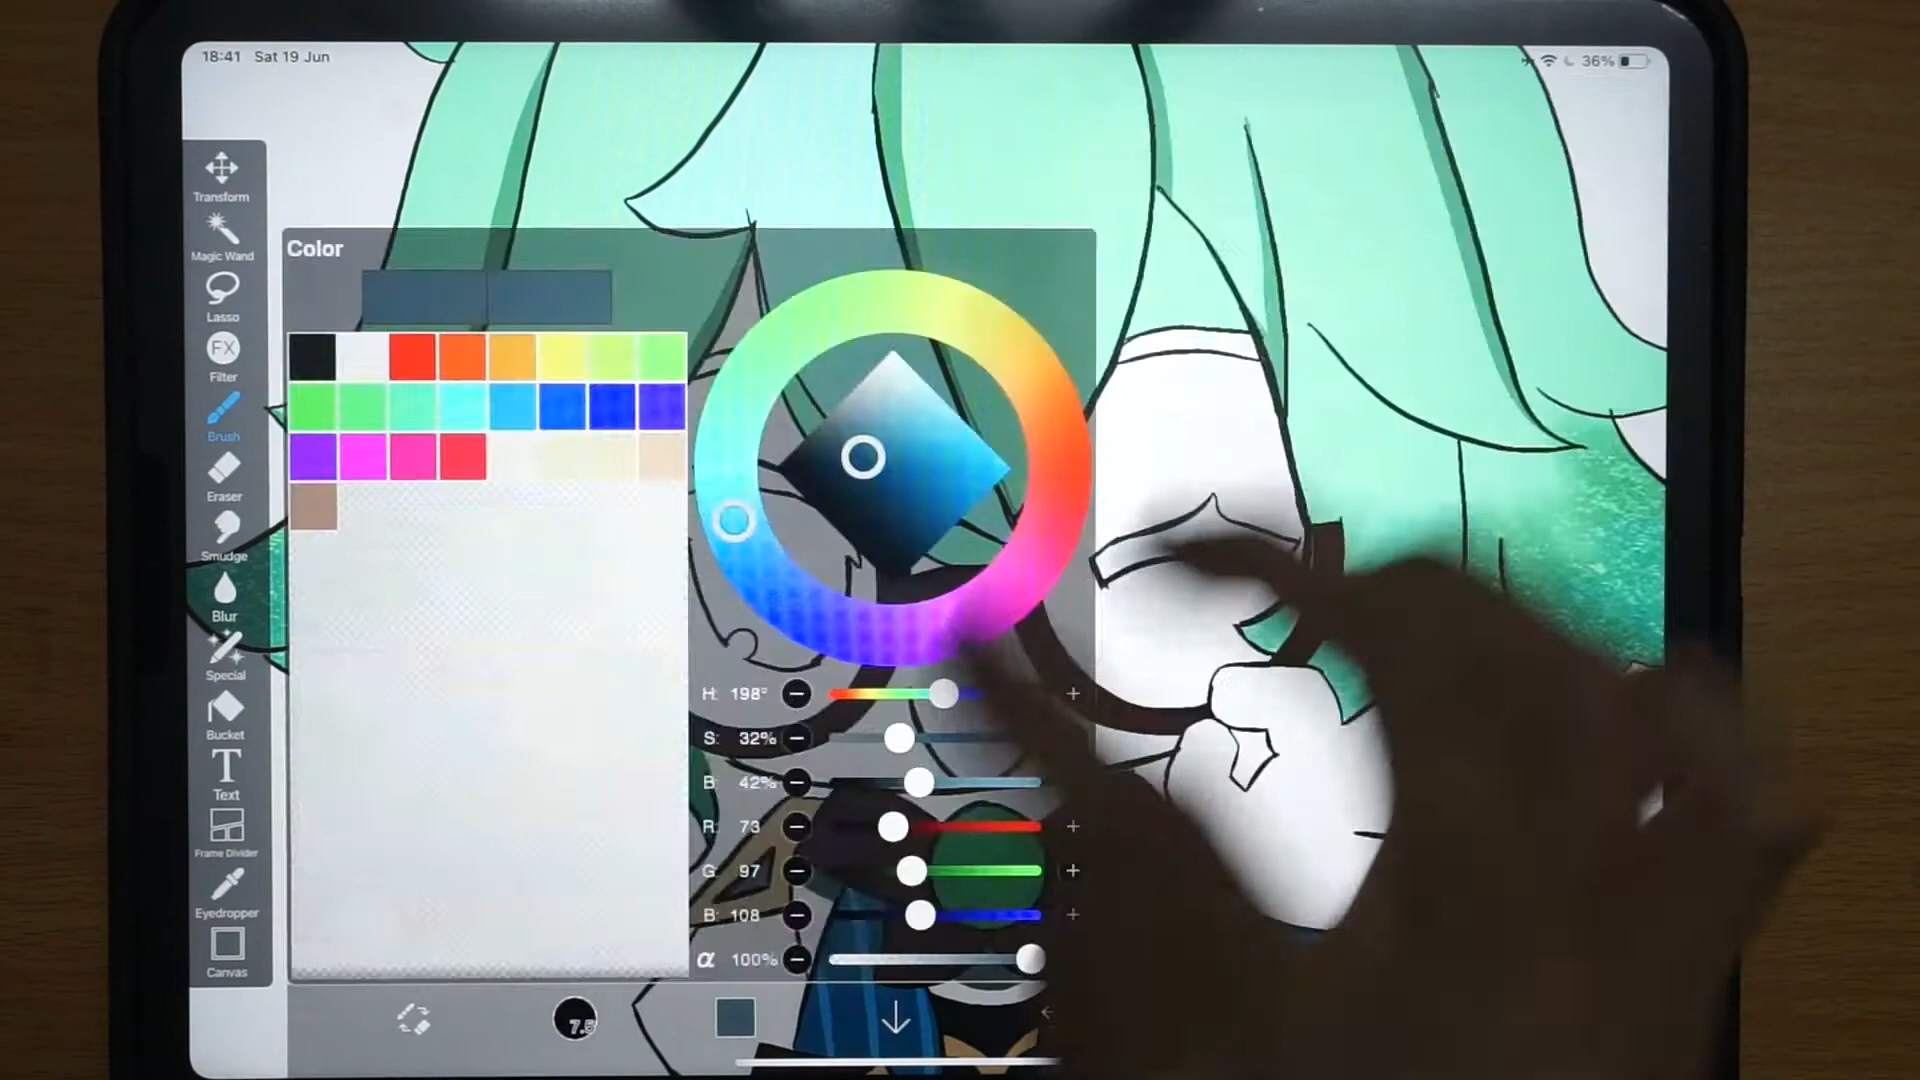 18:41 Sat 19 Jun
36%
Transform
Magic Wand
Lasso
FX
Filter
Brush
Eraser
Smudge
Blur
Special
Bucket
T
Text
Frame Divider
Eyedropper
Canvas
Color
H: 198°
S: 32%
B: 42%
R: 73
G: 97
B: 108
α 100%
7.5